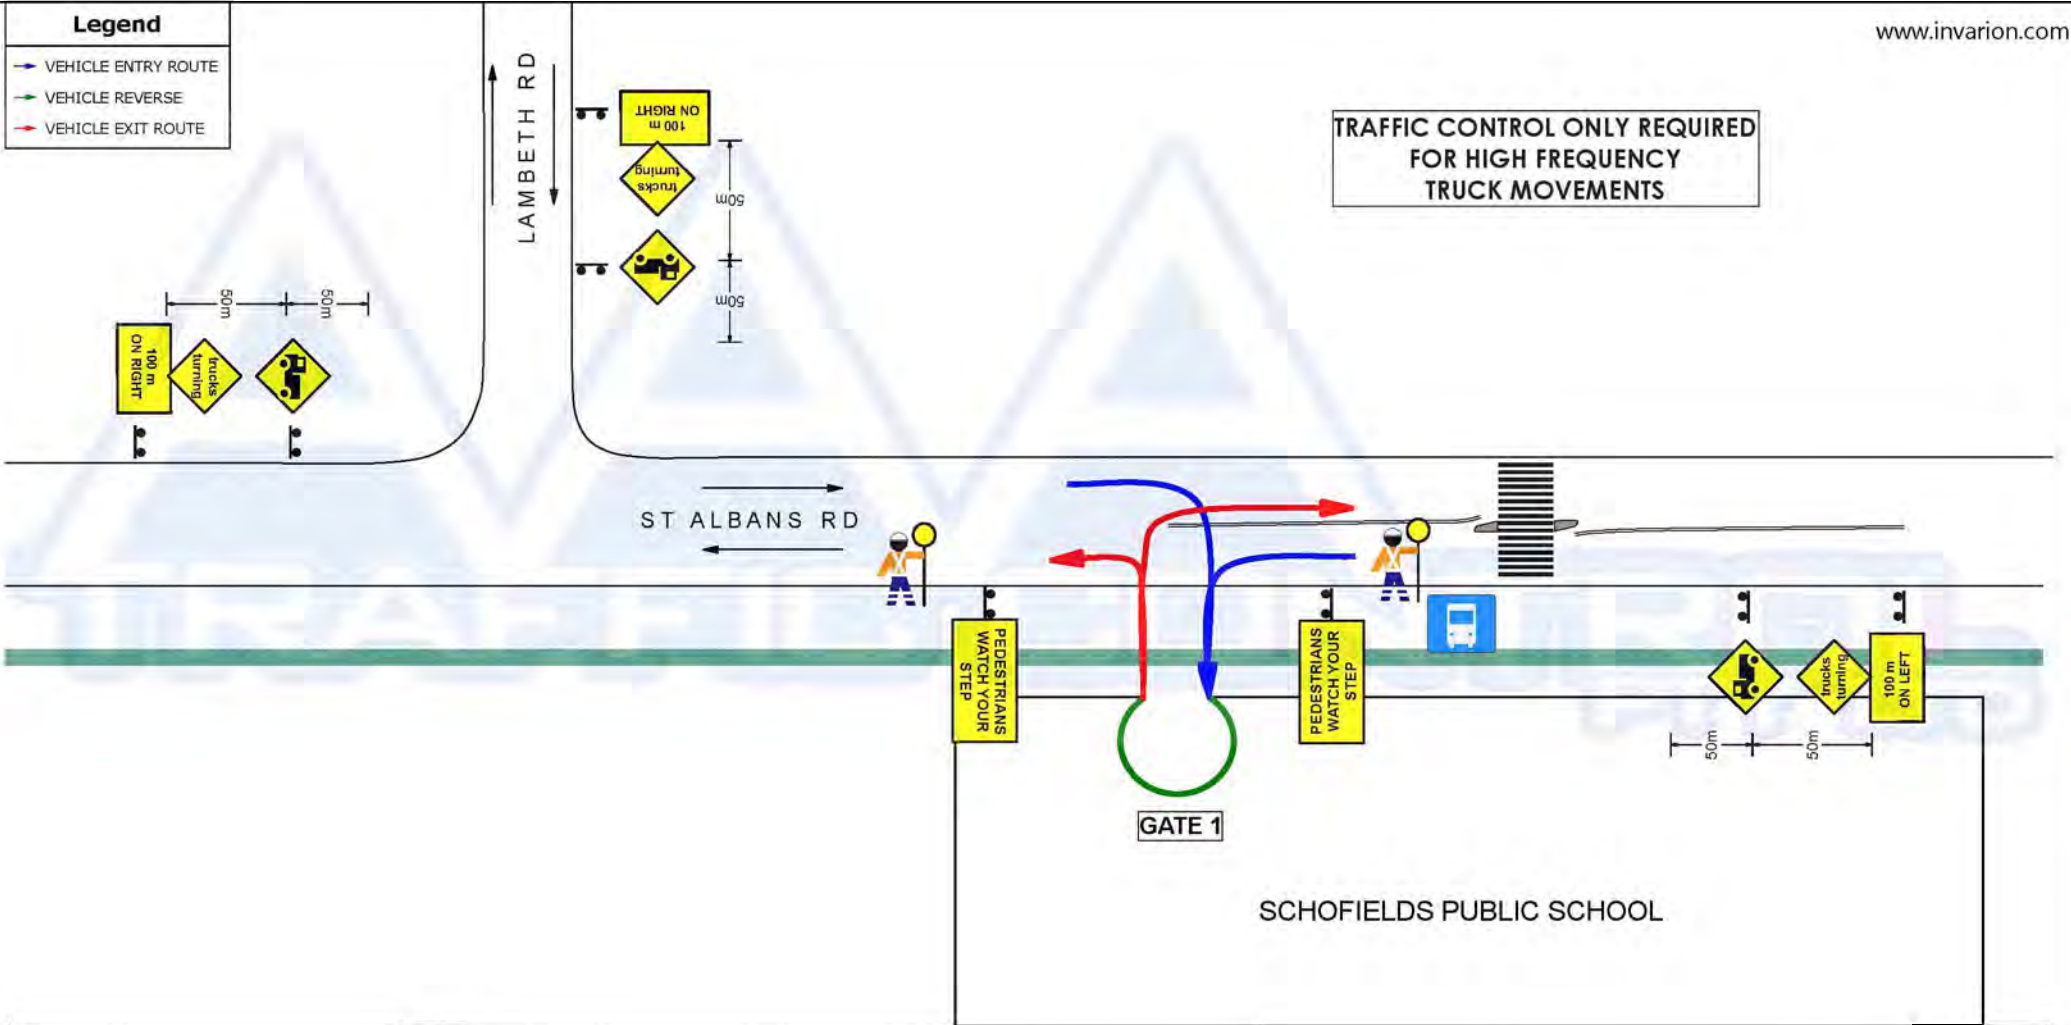 Legend
VEHICLE ENTRY ROUTE
VEHICLE REVERSE
VEHICLE EXIT ROUTE
www.invarion.com
TRAFFIC CONTROL ONLY REQUIRED
FOR HIGH FREQUENCY
TRUCK MOVEMENTS
LAMBETH RD
100 m
ON RIGHT
trucks
turning
50m
50m
50m
50m
100 m
ON RIGHT
trucks
turning
ST ALBANS RD
PEDESTRIANS
WATCH YOUR
STEP
PEDESTRIANS
WATCH YOUR
STEP
trucks
turning
100 m
ON LEFT
50m
50m
GATE 1
SCHOFIELDS PUBLIC SCHOOL